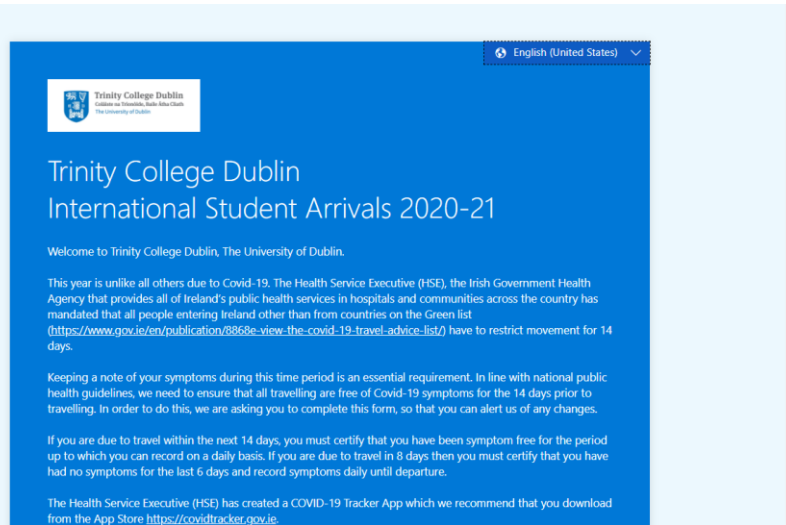 English (United States)
Trinity College Dublin
Coláiste na Tríonóide, Baile Átha Cliath
The University of Dublin
Trinity College Dublin
International Student Arrivals 2020-21
Welcome to Trinity College Dublin, The University of Dublin.
This year is unlike all others due to Covid-19. The Health Service Executive (HSE), the Irish Government Health
Agency that provides all of Ireland's public health services in hospitals and communities across the country has
mandated that all people entering Ireland other than from countries on the Green list
(https://www.gov.ie/en/publication/8868e-view-the-covid-19-travel-advice-list/) have to restrict movement for 14
days.
Keeping a note of your symptoms during this time period is an essential requirement. In line with national public
health guidelines, we need to ensure that all travelling are free of Covid-19 symptoms for the 14 days prior to
travelling. In order to do this, we are asking you to complete this form, so that you can alert us of any changes.
If you are due to travel within the next 14 days, you must certify that you have been symptom free for the period
up to which you can record on a daily basis. If you are due to travel in 8 days then you must certify that you have
had no symptoms for the last 6 days and record symptoms daily until departure.
The Health Service Executive (HSE) has created a COVID-19 Tracker App which we recommend that you download
from the App Store https://covidtracker.gov.ie.